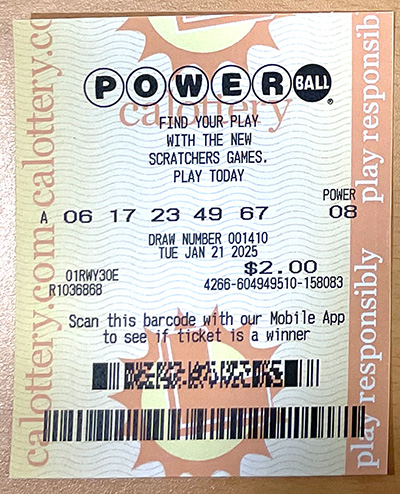 POWERBALL®
calottery
FIND YOUR PLAY
WITH THE NEW
SCRATCHERS GAMES.
PLAY TODAY
POWER
A 06 17 23 49 67 08
DRAW NUMBER 001410
TUE JAN 21 2025
01RWY30E $2.00
R1036868 4266-604949510-158083
Scan this barcode with our Mobile App
to see if ticket is a winner
calottery.com calottery.c
play responsibly play responsib